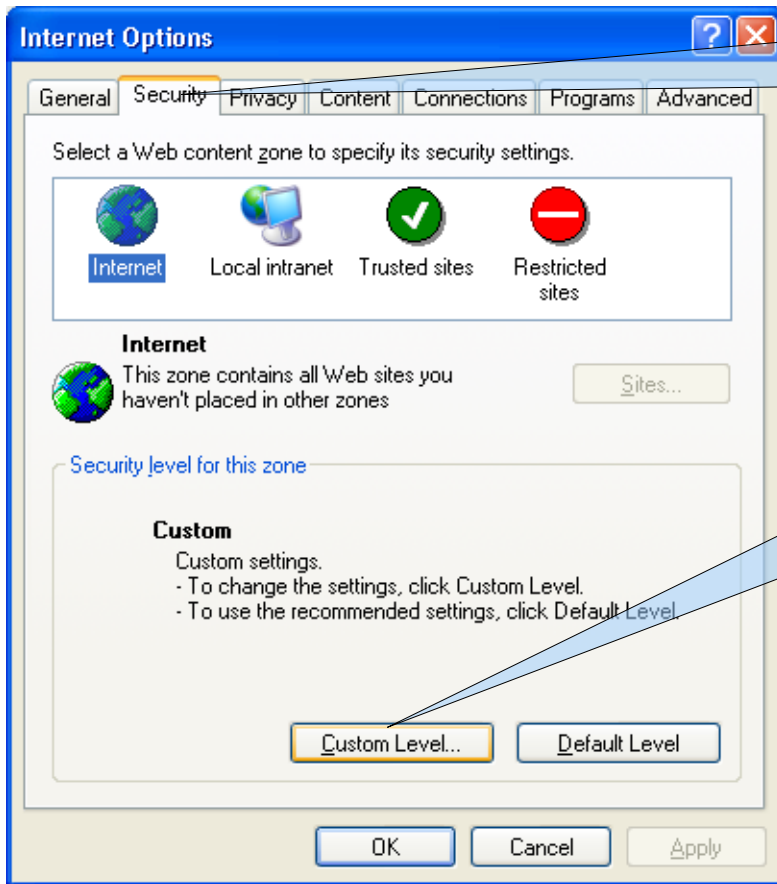 Internet Options
General Security Privacy Content Connections Programs Advanced
Select a Web content zone to specify its security settings.
Internet Local intranet Trusted sites Restricted
sites
Internet
This zone contains all Web sites you
haven't placed in other zones
Sites...
Security level for this zone
Custom
Custom settings.
- To change the settings, click Custom Level.
- To use the recommended settings, click Default Level.
Custom Level... Default Level
OK Cancel Apply